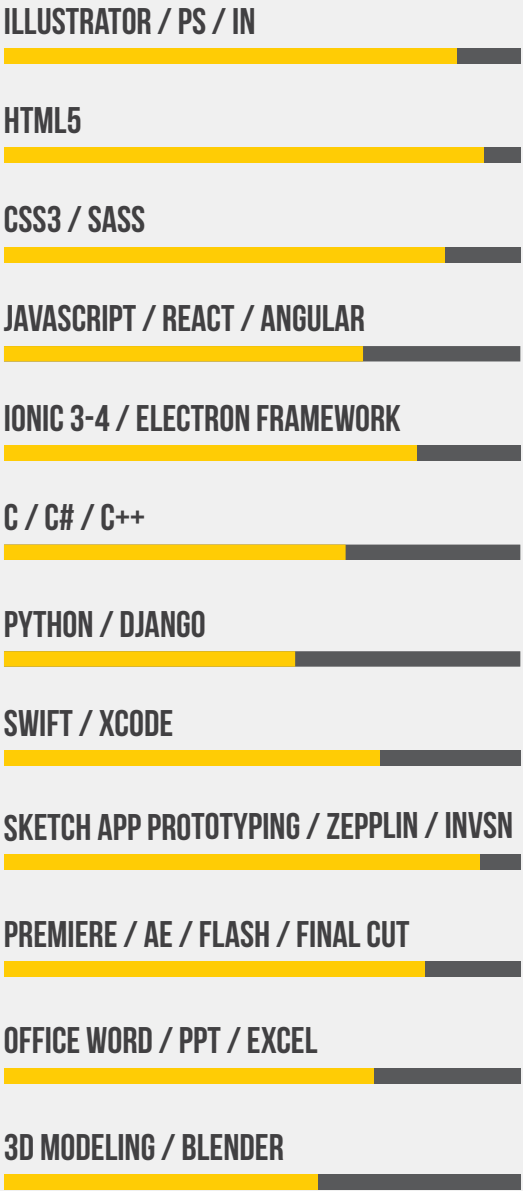 ILLUSTRATOR / PS / IN
HTML5
CSS3 / SASS
JAVASCRIPT / REACT / ANGULAR
IONIC 3-4 / ELECTRON FRAMEWORK
C / C# / C++
PYTHON / DJANGO
SWIFT / XCODE
SKETCH APP PROTOTYPING / ZEPPLIN / INVSN
PREMIERE / AE / FLASH / FINAL CUT
OFFICE WORD / PPT / EXCEL
3D MODELING / BLENDER